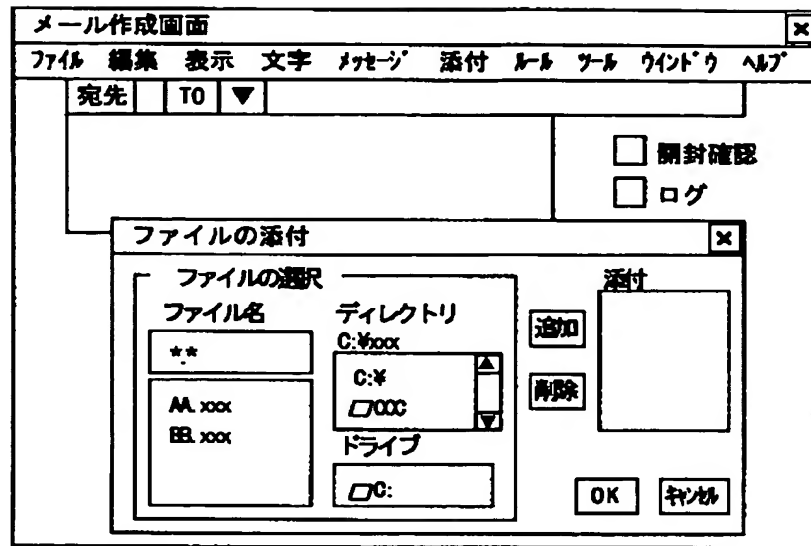 メール作成画面 ×
ファイル 編集 表示 文字 メッセージ 添付 ルール ツール ウインドウ ヘルプ
宛先 TO ▼
開封確認
ログ
ファイルの添付 ×
ファイルの選択
ファイル名
*.*
AA. xxx
BB. xxx
ディレクトリ
C:¥xxx
C:¥
OOO
ドライブ
C:
追加
削除
添付
OK キャンセル